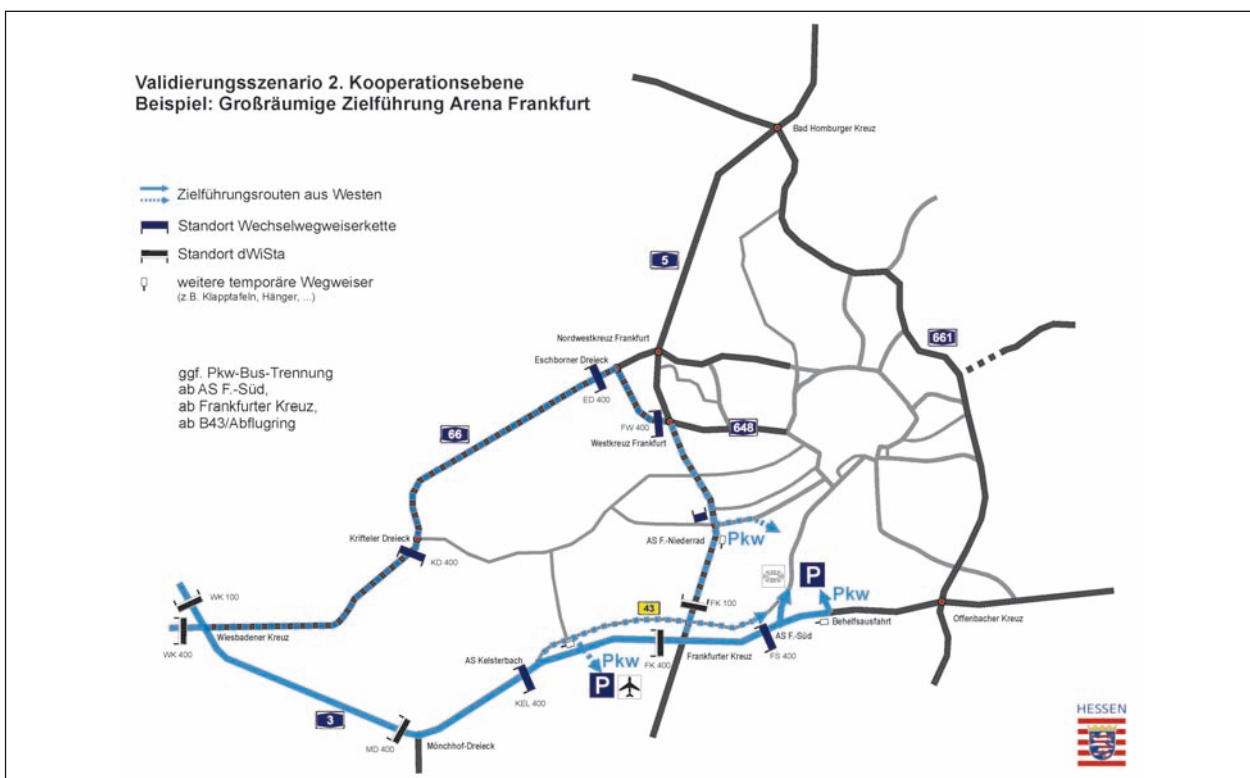 Validierungsszenario 2. Kooperationsebene
Beispiel: Großräumige Zielführung Arena Frankfurt
Bad Homburger Kreuz
Zielführungsrouten aus Westen
Standort Wechselwegweiserkette
Standort dWiSta
weitere temporäre Wegweiser
(z.B. Klapptafeln, Hänger, ...)
5
Nordwestkreuz Frankfurt
661
Eschborner Dreieck
ggf. Pkw-Bus-Trennung
ab AS F.-Süd,
ab Frankfurter Kreuz,
ab B43/Abflugring
ED 400
FW 400
648
66
Westkreuz Frankfurt
Krifteler Dreieck
AS F.-Niederrad
Pkw
KD 400
P
Pkw
WK 100
43
FK 100
Wiesbadener Kreuz
Behelfsausfahrt
Offenbacher Kreuz
WK 400
AS F.-Süd
AS Kelsterbach
Pkw
FK 400
Frankfurter Kreuz
FS 400
P
KEL 400
3
MD 400
Mönchhof-Dreieck
HESSEN